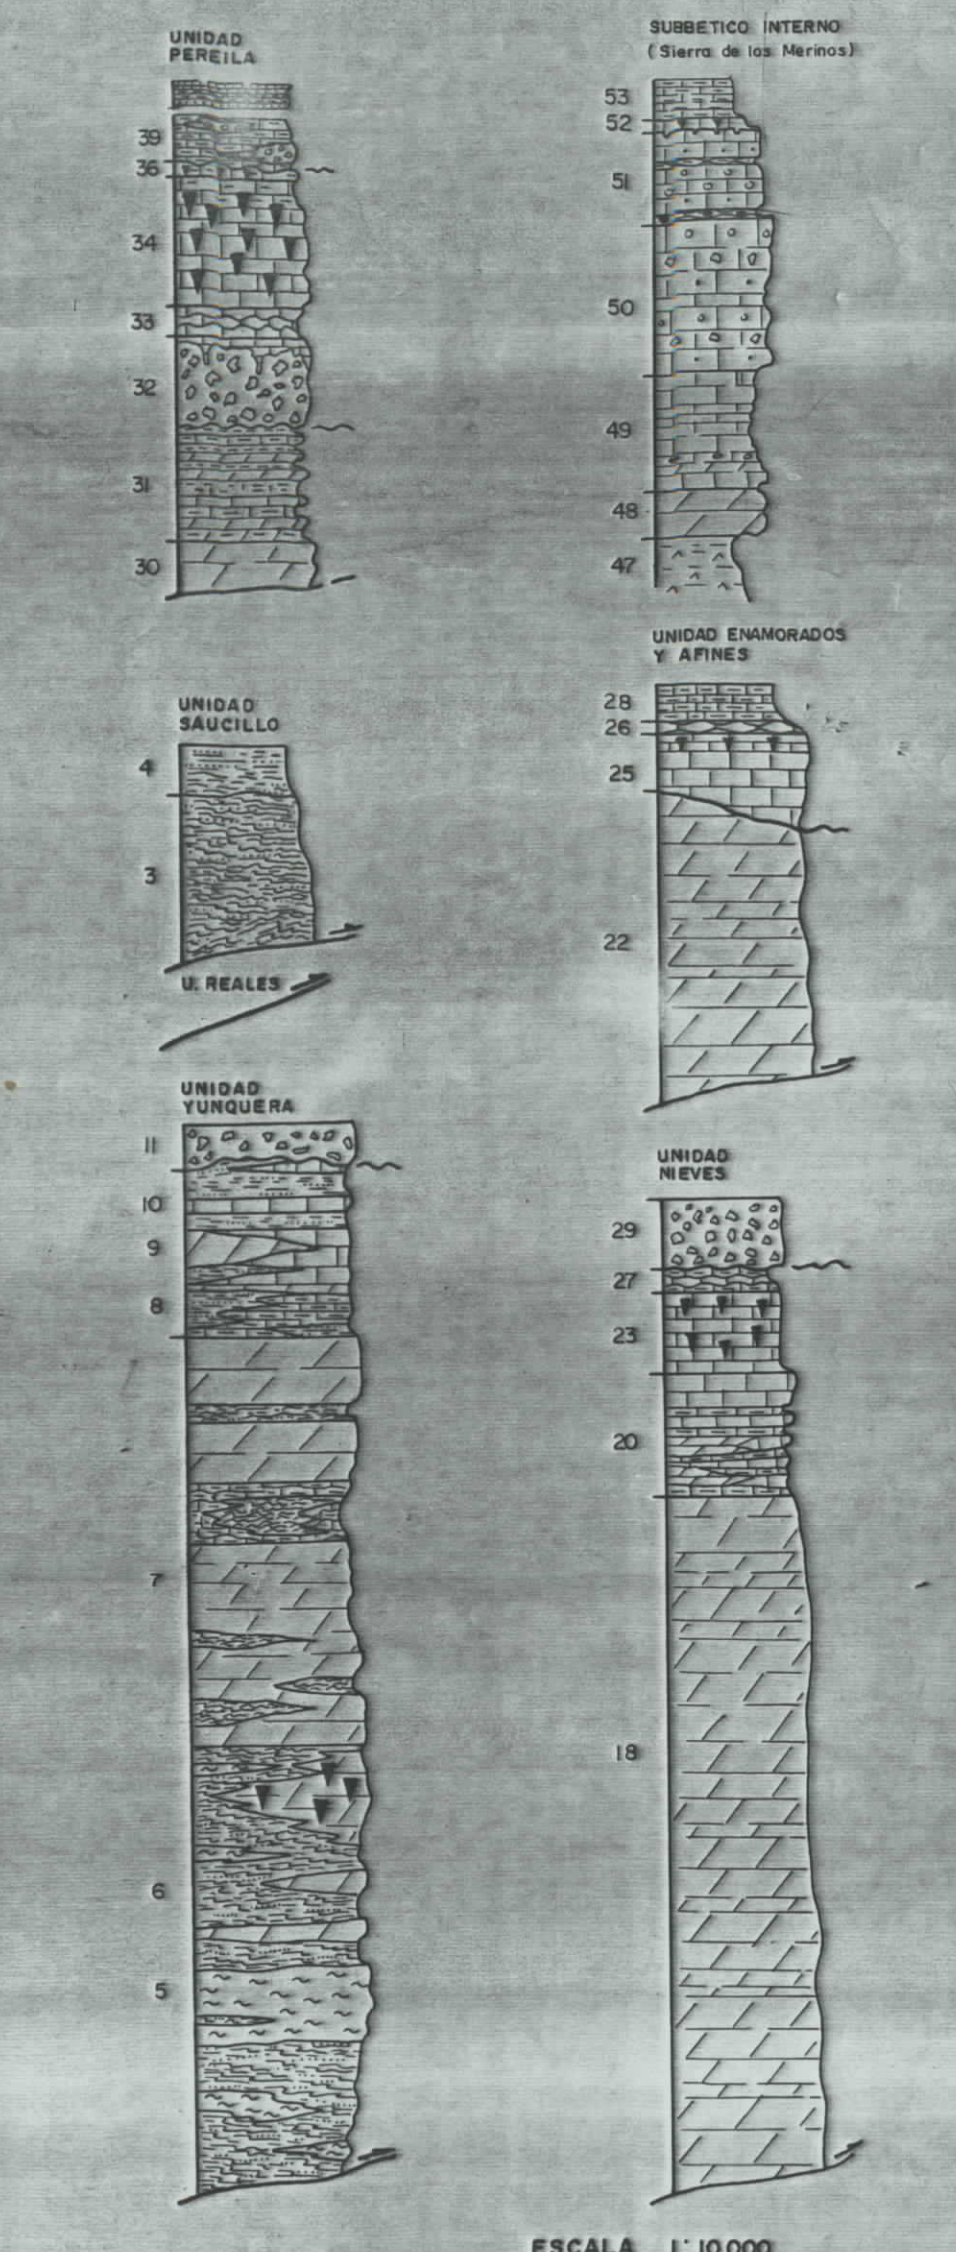 UNIDAD
PEREILA
39
36
34
33
32
31
30
SUBBETICO INTERNO
(Sierra de los Merinos)
53
52
51
50
49
48
47
UNIDAD
SAUCILLO
4
3
U. REALES
UNIDAD ENAMORADOS
Y AFINES
28
26
25
22
UNIDAD
YUNQUERA
11
10
9
8
7
6
5
UNIDAD
NIEVES
29
27
23
20
18
ESCALA 1:10.000